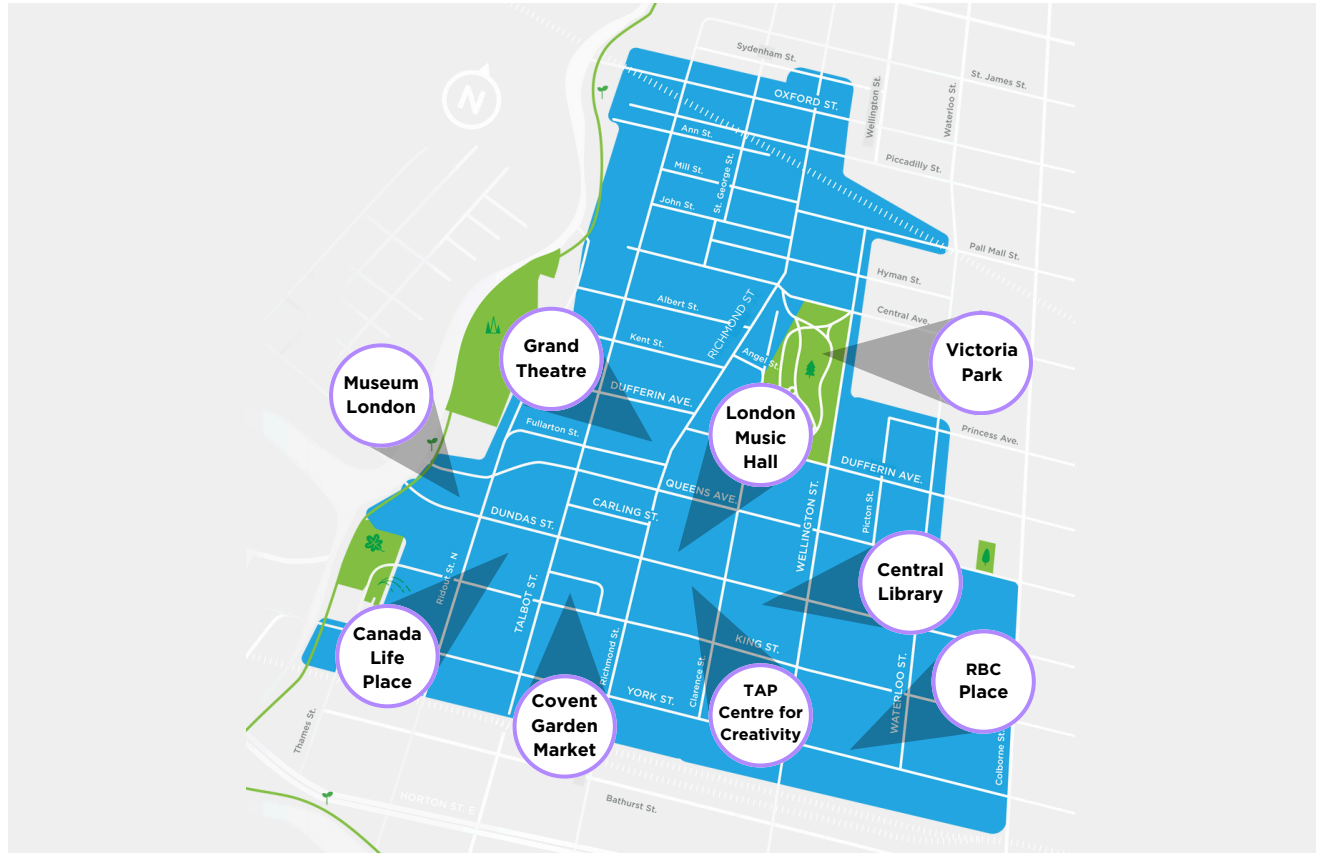 Sydenham St.
St. James St.
OXFORD ST.
Wellington St.
Waterloo St.
N
Ann St.
Piccadilly St.
Mill St.
St. George St.
John St.
Pall Mall St.
Hyman St.
Central Ave.
Albert St.
RICHMOND ST
Kent St.
Angel St.
Grand
Theatre
Victoria
Park
Museum
London
DUFFERIN AVE.
London
Music
Hall
Fullarton St.
Princess Ave.
DUFFERIN AVE.
QUEENS AVE.
CARLING ST.
DUNDAS ST.
WELLINGTON ST.
Picton St.
Ridout St. N
TALBOT ST.
Central
Library
Canada
Life
Place
KING ST.
Richmond St.
Clarence St.
WATERLOO ST.
RBC
Place
YORK ST.
Covent
Garden
Market
TAP
Centre for
Creativity
Thames St.
Colborne St.
HORTON ST. E
Bathurst St.